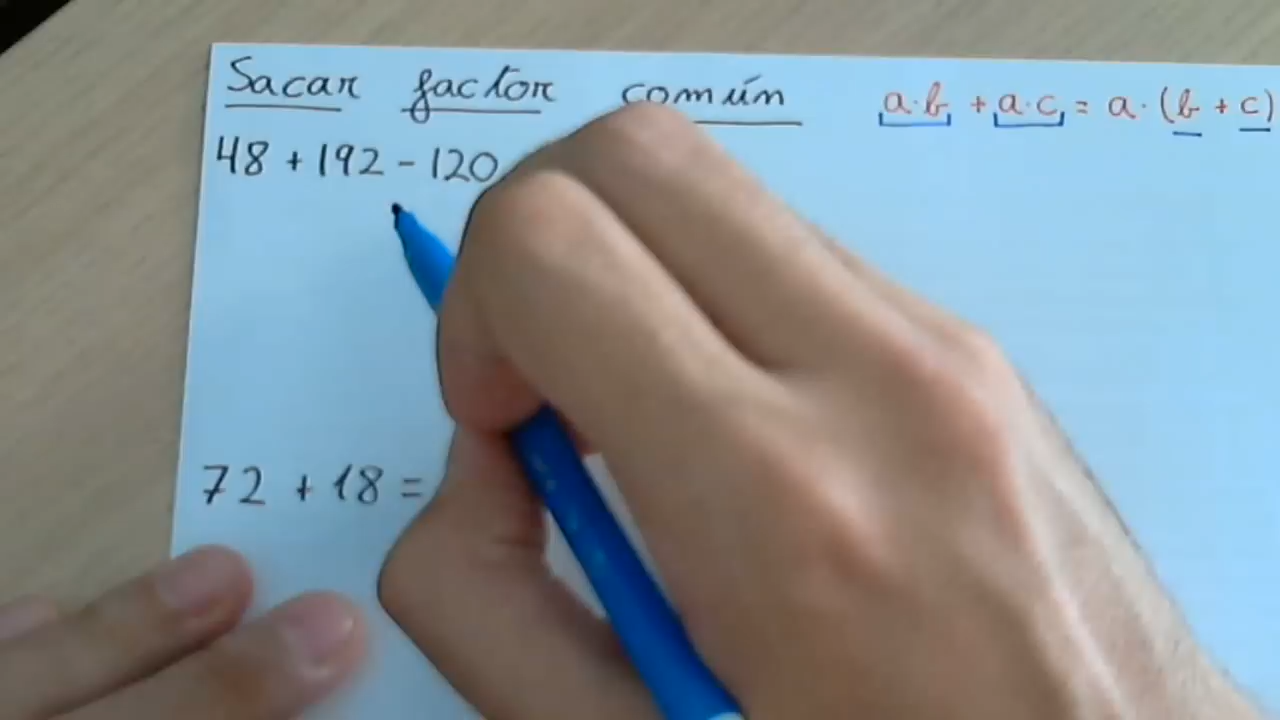 Sacar factor común
a·b + a·c = a·(b + c)
48 + 192 - 120
72 + 18 =